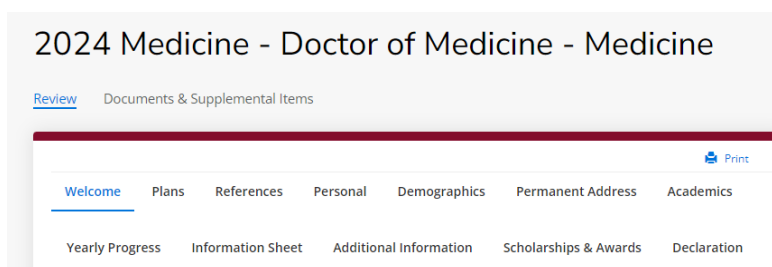 2024 Medicine - Doctor of Medicine - Medicine
Review Documents & Supplemental Items
Print
Welcome Plans References Personal Demographics Permanent Address Academics
Yearly Progress Information Sheet Additional Information Scholarships & Awards Declaration